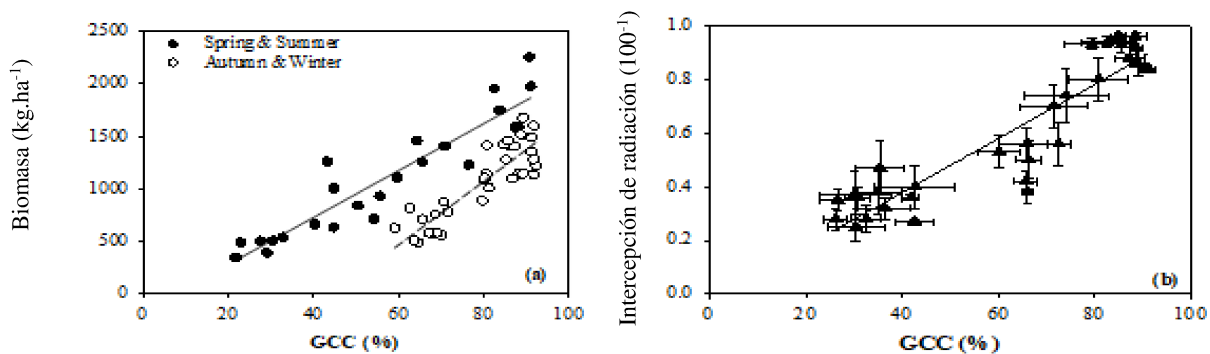 Biomasa (kg.ha⁻¹)
2500
2000
1500
1000
500
0
Spring & Summer
Autumn & Winter
(a)
0 20 40 60 80 100
GCC (%)
Intercepción de radiación (100⁻¹)
1.0
0.8
0.6
0.4
0.2
0.0
(b)
0 20 40 60 80 100
GCC (%)